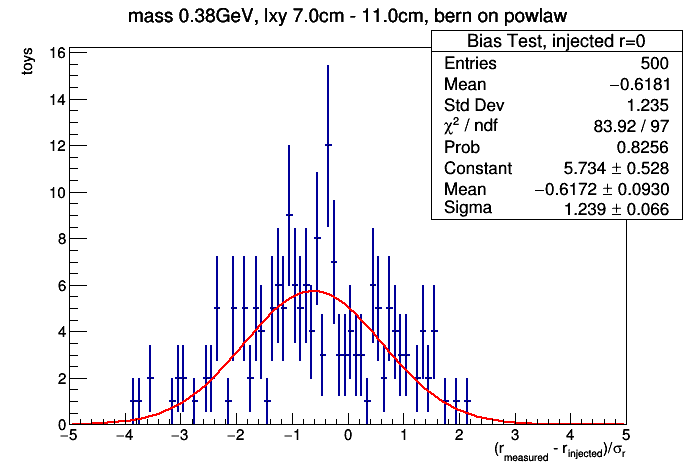 mass 0.38GeV, lxy 7.0cm - 11.0cm, bern on powlaw
Bias Test, injected r=0
Entries 500
Mean −0.6181
Std Dev 1.235
χ² / ndf 83.92 / 97
Prob 0.8256
Constant 5.734 ± 0.528
Mean −0.6172 ± 0.0930
Sigma 1.239 ± 0.066
toys
16
14
12
10
8
6
4
2
0
−5 −4 −3 −2 −1 0 1 2 3 4 5
(r_measured - r_injected)/σ_r